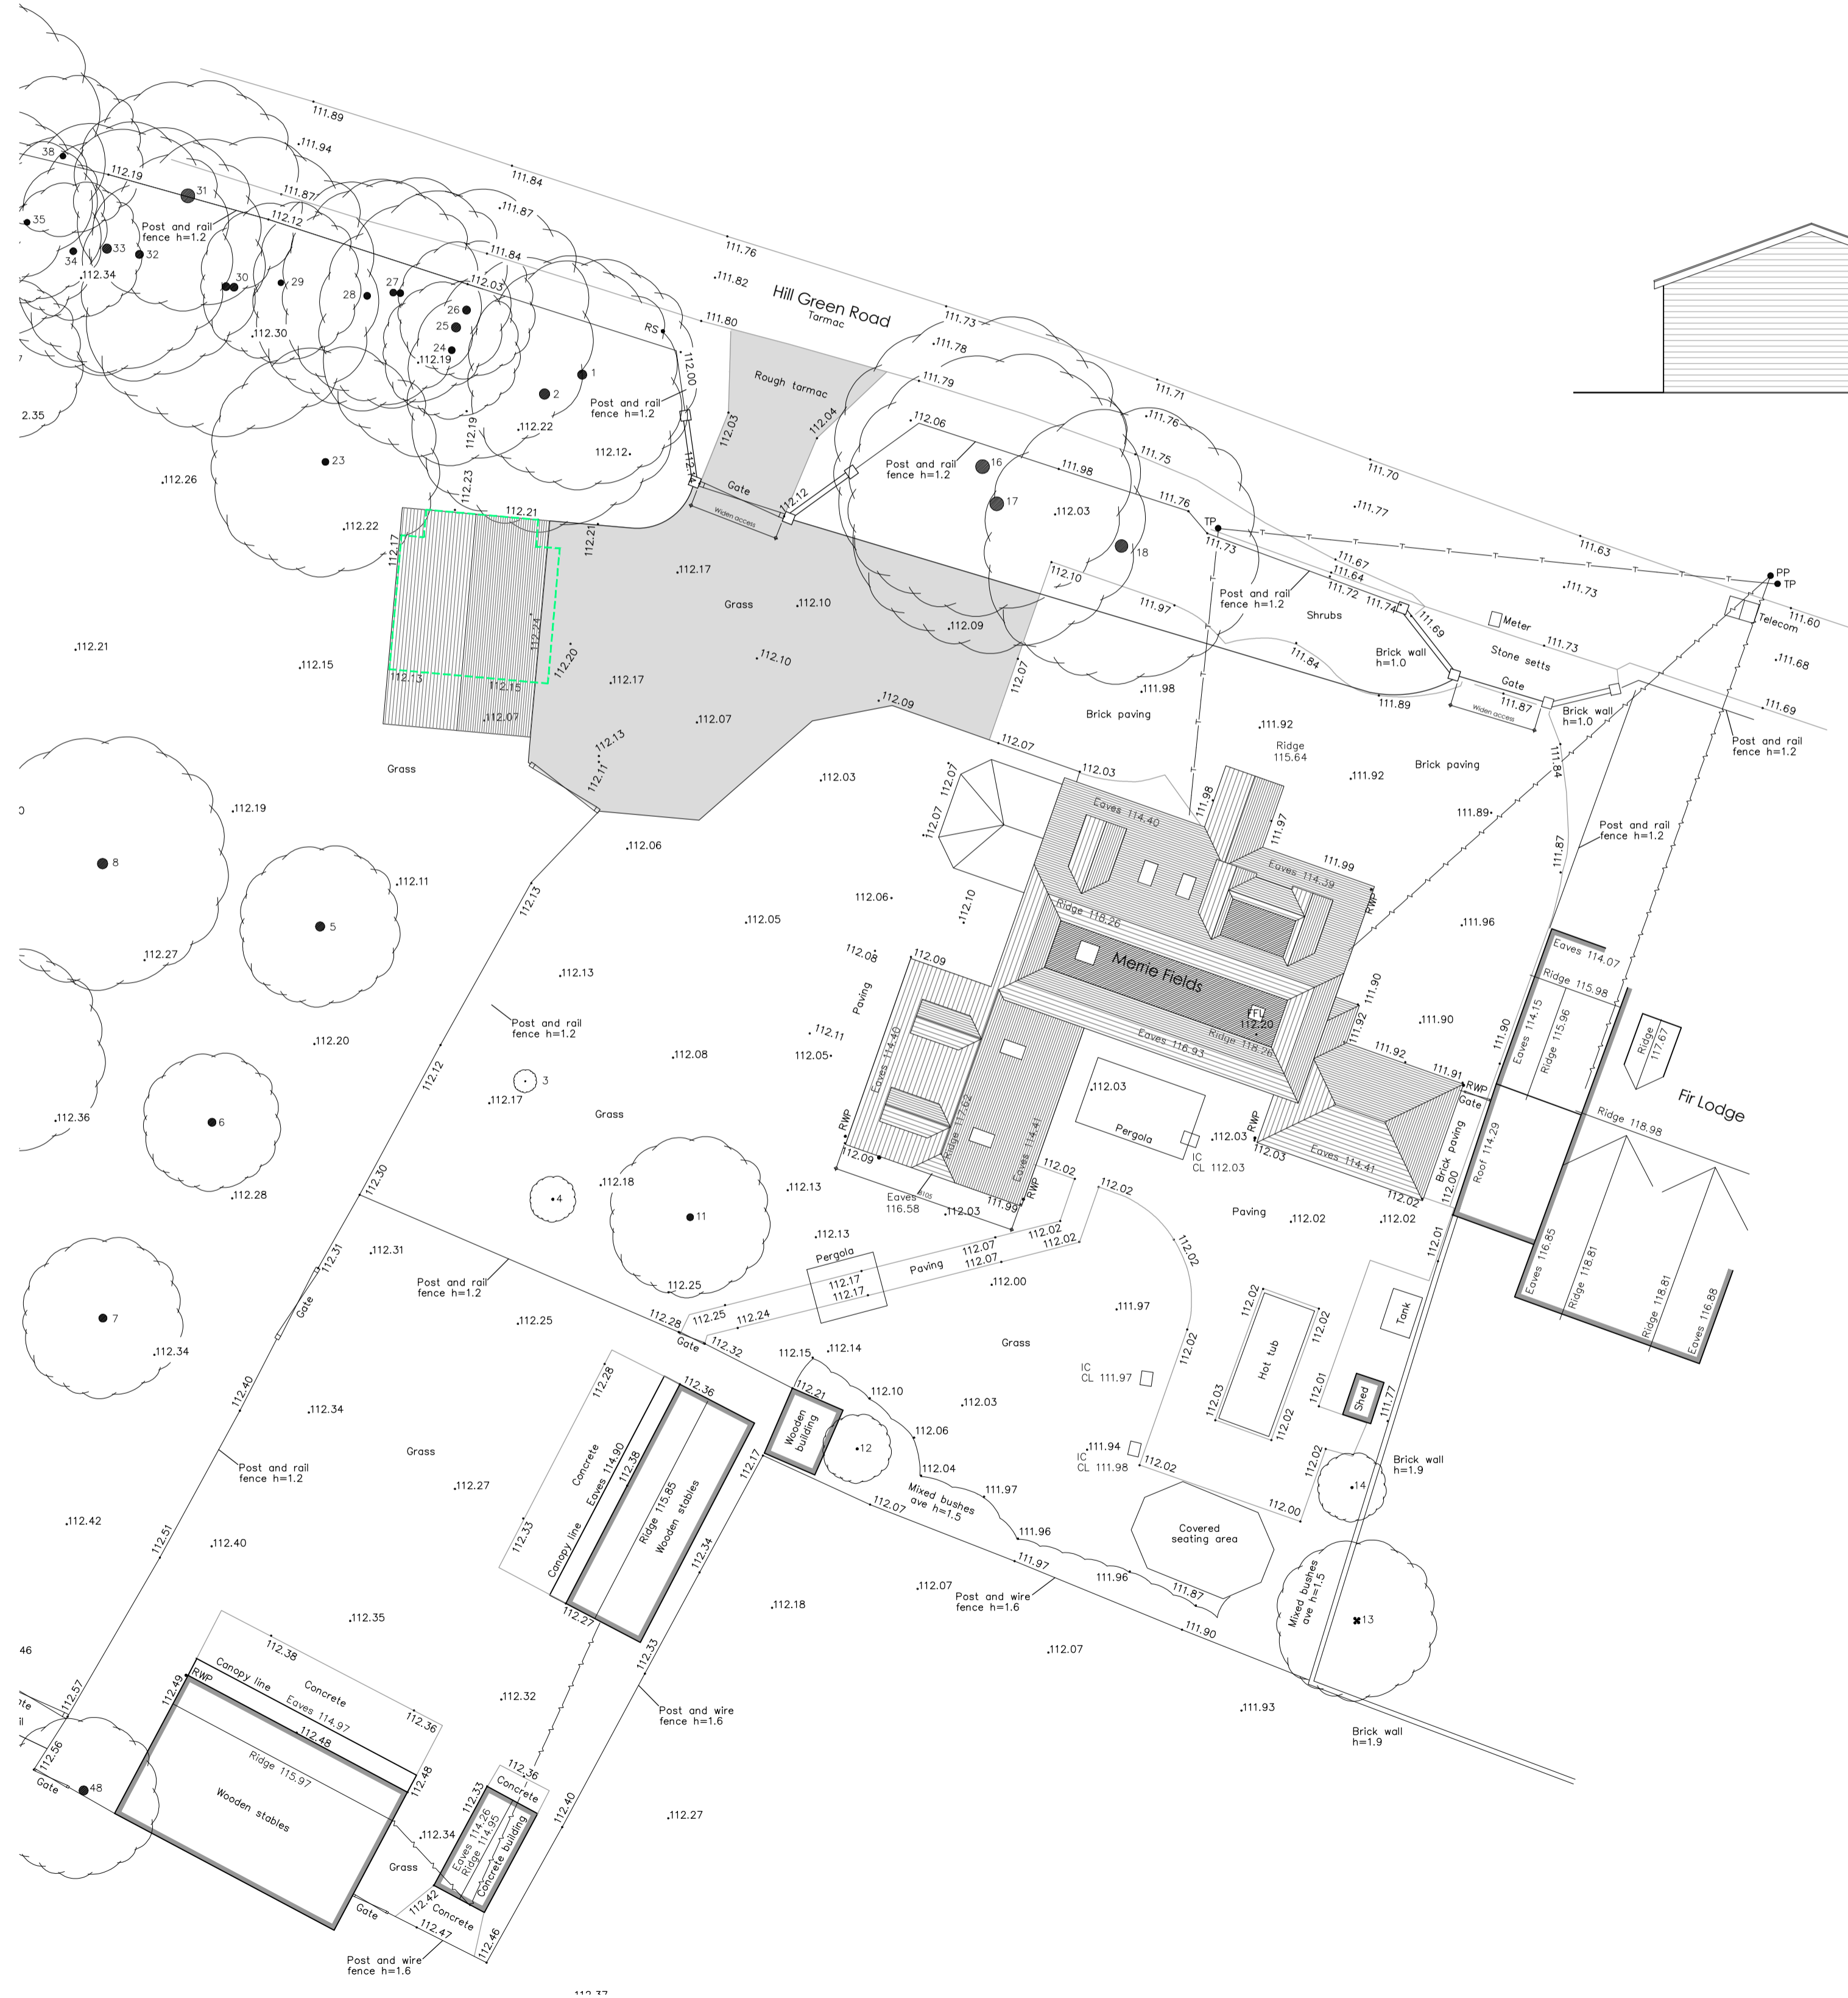 111.89
111.94
111.84
38
112.19
31
111.87
111.87
112.12
Post and rail
fence h=1.2
35
34
33
32
112.34
111.84
111.76
111.82
Hill Green Road
Tarmac
112.03
30
29
28
27
26
25
24
112.19
112.30
RS
111.80
111.73
111.78
112.00
Rough tarmac
111.79
111.71
1
2
Post and rail
fence h=1.2
2.35
112.19
112.22
112.03
112.04
112.06
111.76
23
112.12
112.26
112.23
Gate
Widen access
112.12
Post and rail
fence h=1.2
16
17
111.98
111.75
111.70
111.76
111.77
112.03
112.22
112.21
112.21
112.17
TP
111.73
18
111.63
111.67
111.64
111.72
111.74
111.73
PP
TP
Telecom
111.60
112.17
112.10
111.97
Post and rail
fence h=1.2
Shrubs
Meter
111.69
111.73
Grass
112.10
112.09
112.24
112.20
112.21
112.15
112.10
Stone setts
111.68
Brick wall
h=1.0
111.84
112.13
112.15
112.17
112.07
111.98
Gate
111.87
Widen access
Brick wall
h=1.0
111.69
112.07
112.07
112.09
111.89
Brick paving
111.92
112.13
112.11
112.07
Ridge
115.64
Post and rail
fence h=1.2
111.84
Grass
112.03
112.03
111.92
Brick paving
112.07
112.07
111.98
112.19
Eaves 114.40
111.97
111.89
Post and rail
fence h=1.2
112.06
8
111.99
Eaves 114.39
111.87
112.11
112.13
112.06
112.10
RWP
5
112.05
Ridge 118.26
111.96
112.27
112.13
112.08
112.09
Merrie Fields
Eaves 114.07
Ridge 115.98
Paving
111.90
FFL
112.20
Post and rail
fence h=1.2
112.20
112.11
112.05
112.08
Eaves 114.40
Eaves 116.93
Ridge 118.26
111.92
111.90
111.90
Eaves 114.15
Ridge 115.96
Ridge
117.67
111.92
111.91
RWP
Gate
Fir Lodge
112.12
3
112.17
Grass
112.03
Pergola
112.03
RWP
112.03
Ridge 118.98
112.36
6
RWP
112.09
Ridge 117.62
Eaves 114.41
IC
CL 112.03
Eaves 114.41
Brick paving
Roof 114.29
112.30
112.28
112.18
4
11
112.13
Eaves
116.58
112.03
111.99
RWP
112.02
112.02
Paving
112.02
112.02
112.02
112.00
112.31
112.31
112.13
Pergola
112.07
112.07
112.02
112.02
112.02
112.01
Eaves 116.85
Ridge 118.81
Ridge 118.81
Eaves 116.88
Post and rail
fence h=1.2
112.25
112.17
112.17
Paving
112.00
111.97
112.02
112.02
Tank
Gate
7
112.25
112.28
112.25
112.24
Gate
112.32
112.02
Grass
Hot tub
112.34
112.15
112.14
112.28
112.36
112.21
112.10
IC
CL 111.97
112.01
Shed
111.77
112.40
112.34
112.03
112.03
112.02
Wooden
building
12
112.06
Grass
Concrete
Eaves 114.90
112.38
112.17
111.94
IC
CL 111.98
112.02
112.02
Brick wall
h=1.9
Post and rail
fence h=1.2
112.27
112.04
Ridge 115.85
Wooden stables
111.97
14
112.07
Mixed bushes
ave h=1.5
112.00
112.42
112.33
Canopy line
111.96
Covered
seating area
112.51
112.40
112.34
111.97
111.96
Mixed bushes
ave h=1.5
112.07
Post and wire
fence h=1.6
111.87
112.35
112.27
112.18
111.90
13
46
112.38
112.33
112.07
Canopy line
Concrete
RWP
112.49
112.57
Eaves 114.97
112.32
Post and wire
fence h=1.6
111.93
112.36
112.48
Brick wall
h=1.9
112.56
Ridge 115.97
Gate
48
112.48
112.36
Wooden stables
Concrete
112.33
112.40
112.27
112.34
Eaves 114.26
Ridge 114.95
Concrete building
Grass
112.42
Gate
Concrete
112.47
112.46
Post and wire
fence h=1.6
112.37